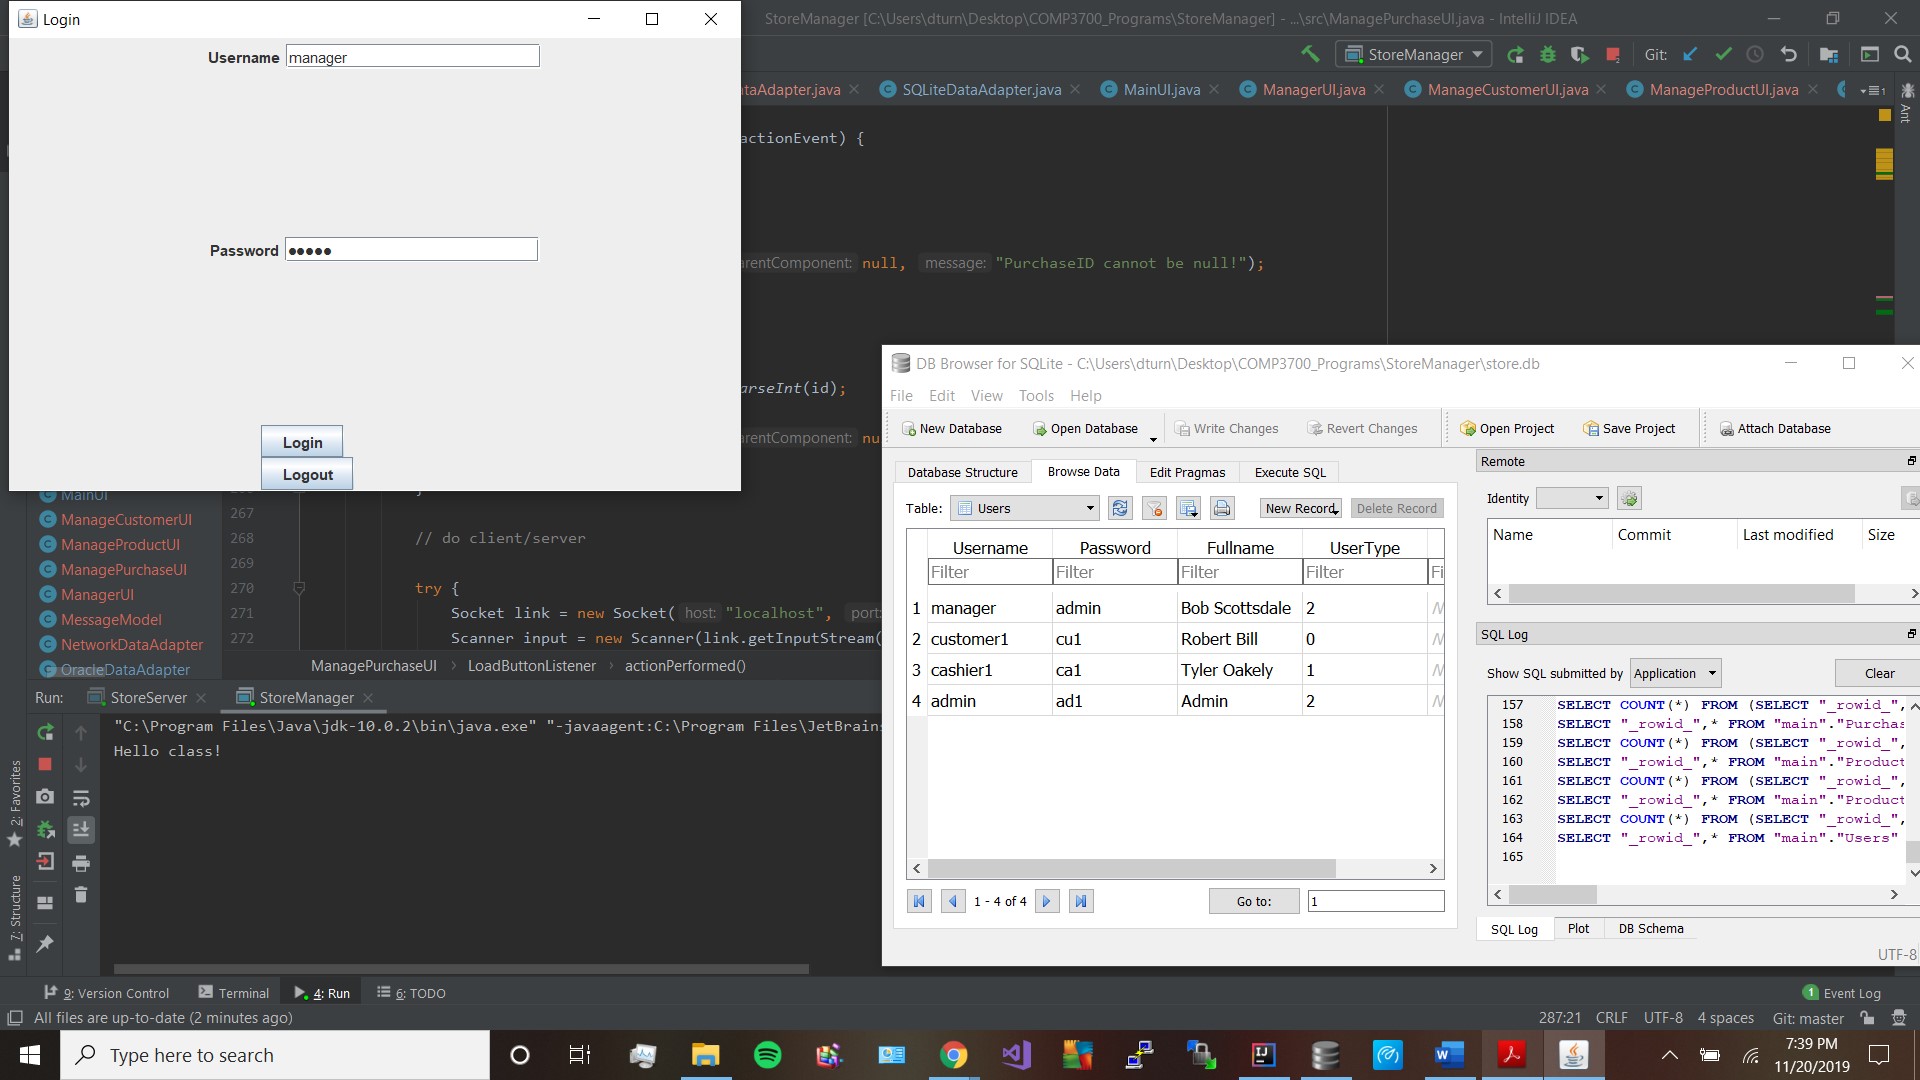 Login
Username manager
Password ●●●●●
Login
Logout
StoreManager [C:\Users\dturn\Desktop\COMP3700_Programs\StoreManager] - ...\src\ManagePurchaseUI.java - IntelliJ IDEA
StoreManager
Git:
ataAdapter.java
SQLiteDataAdapter.java
MainUI.java
ManagerUI.java
ManageCustomerUI.java
ManageProductUI.java
Ant
actionEvent) {
arentComponent: null, message: "PurchaseID cannot be null!");
arseInt(id);
arentComponent: nu
MainUI
ManageCustomerUI
ManageProductUI
ManagePurchaseUI
ManagerUI
MessageModel
NetworkDataAdapter
OracleDataAdapter
267
268 // do client/server
269
270 try {
271 Socket link = new Socket( host: "localhost", port:
272 Scanner input = new Scanner(link.getInputStream(
ManagePurchaseUI > LoadButtonListener > actionPerformed()
Run: StoreServer StoreManager
"C:\Program Files\Java\jdk-10.0.2\bin\java.exe" "-javaagent:C:\Program Files\JetBrain
Hello class!
2: Favorites
7: Structure
DB Browser for SQLite - C:\Users\dturn\Desktop\COMP3700_Programs\StoreManager\store.db
File Edit View Tools Help
New Database Open Database Write Changes Revert Changes Open Project Save Project Attach Database
Database Structure Browse Data Edit Pragmas Execute SQL
Table: Users New Record Delete Record
Username Password Fullname UserType
Filter Filter Filter Filter Fi
1 manager admin Bob Scottsdale 2 N
2 customer1 cu1 Robert Bill 0 N
3 cashier1 ca1 Tyler Oakely 1 N
4 admin ad1 Admin 2 N
1 - 4 of 4 Go to: 1
Remote
Identity
Name Commit Last modified Size
SQL Log
Show SQL submitted by Application Clear
157 SELECT COUNT(*) FROM (SELECT "_rowid_",
158 SELECT "_rowid_",* FROM "main"."Purchas
159 SELECT COUNT(*) FROM (SELECT "_rowid_",
160 SELECT "_rowid_",* FROM "main"."Product
161 SELECT COUNT(*) FROM (SELECT "_rowid_",
162 SELECT "_rowid_",* FROM "main"."Product
163 SELECT COUNT(*) FROM (SELECT "_rowid_",
164 SELECT "_rowid_",* FROM "main"."Users"
165
SQL Log Plot DB Schema
UTF-8
9: Version Control Terminal 4: Run 6: TODO 1 Event Log
All files are up-to-date (2 minutes ago) 287:21 CRLF UTF-8 4 spaces Git: master
Type here to search
7:39 PM
11/20/2019